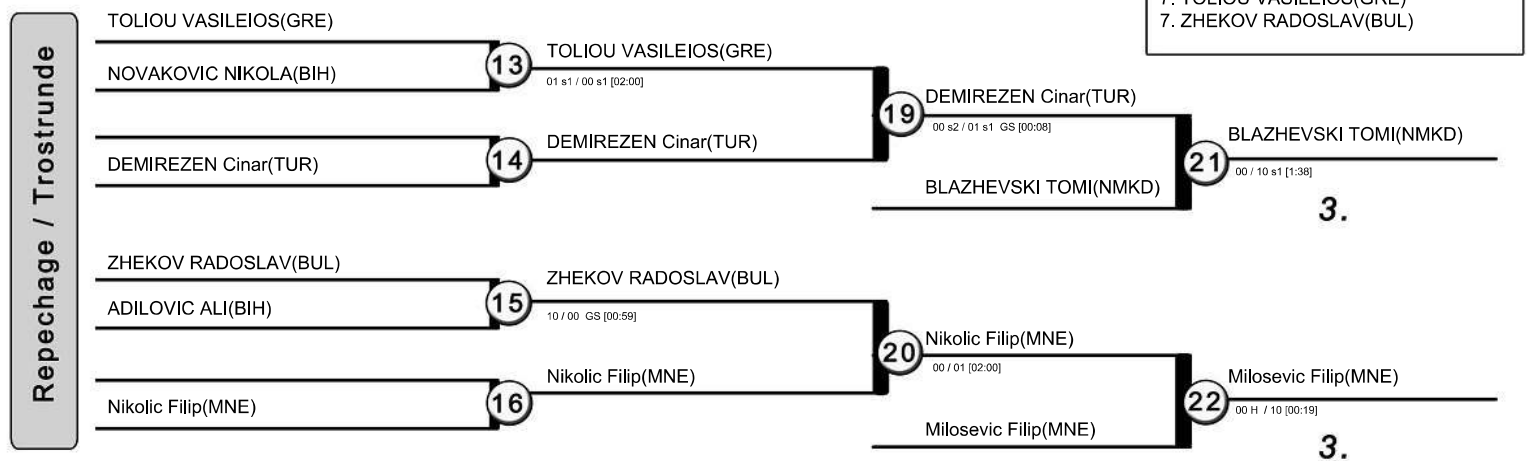 7. TOLIOU VASILEIOS(GRE)
7. ZHEKOV RADOSLAV(BUL)
Repechage / Trostrunde
TOLIOU VASILEIOS(GRE)
NOVAKOVIC NIKOLA(BIH)
13
TOLIOU VASILEIOS(GRE)
01 s1 / 00 s1 [02:00]
DEMIREZEN Cinar(TUR)
14
DEMIREZEN Cinar(TUR)
19
DEMIREZEN Cinar(TUR)
00 s2 / 01 s1 GS [00:08]
BLAZHEVSKI TOMI(NMKD)
21
BLAZHEVSKI TOMI(NMKD)
00 / 10 s1 [1:38]
3.
ZHEKOV RADOSLAV(BUL)
ADILOVIC ALI(BIH)
15
ZHEKOV RADOSLAV(BUL)
10 / 00 GS [00:59]
Nikolic Filip(MNE)
16
Nikolic Filip(MNE)
20
Nikolic Filip(MNE)
00 / 01 [02:00]
Milosevic Filip(MNE)
22
Milosevic Filip(MNE)
00 H / 10 [00:19]
3.